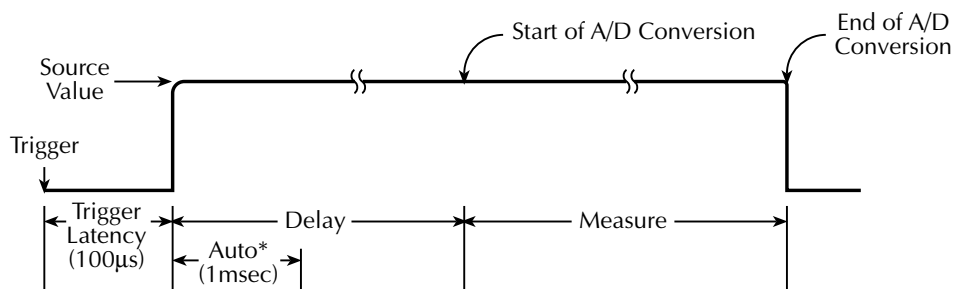 Start of A/D Conversion
End of A/D
Conversion
Source
Value
Trigger
Trigger
Latency
(100µs)
Delay
Measure
Auto*
(1msec)